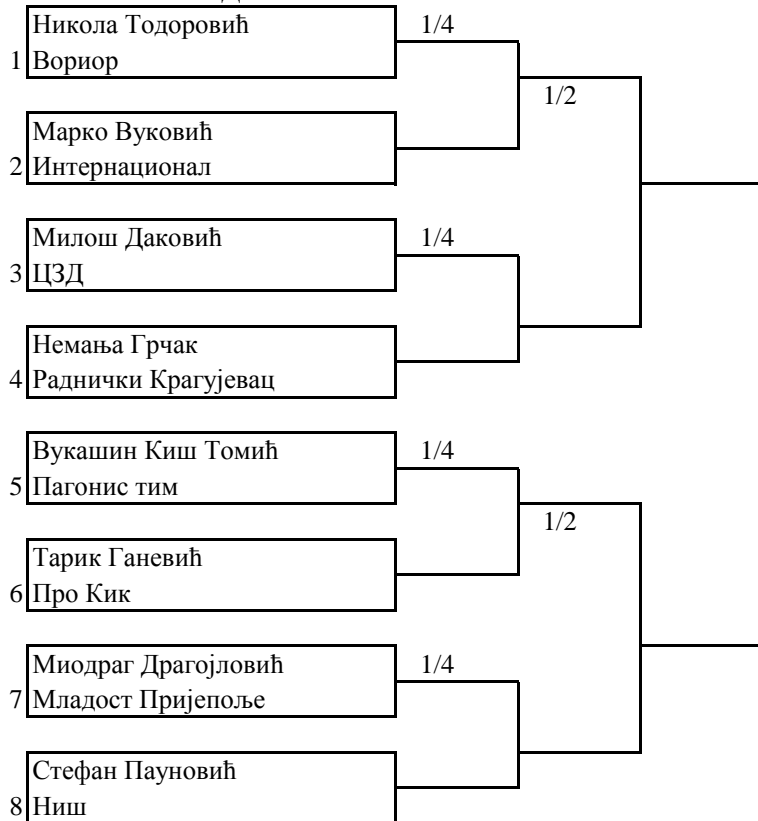 Никола Тодоровић 1/4
1 Вориор
1/2
Марко Вуковић
2 Интернационал
Милош Даковић 1/4
3 ЦЗД
Немања Грчак
4 Раднички Крагујевац
Вукашин Киш Томић 1/4
5 Пагонис тим
1/2
Тарик Ганевић
6 Про Кик
Миодраг Драгојловић 1/4
7 Младост Пријепоље
Стефан Пауновић
8 Ниш